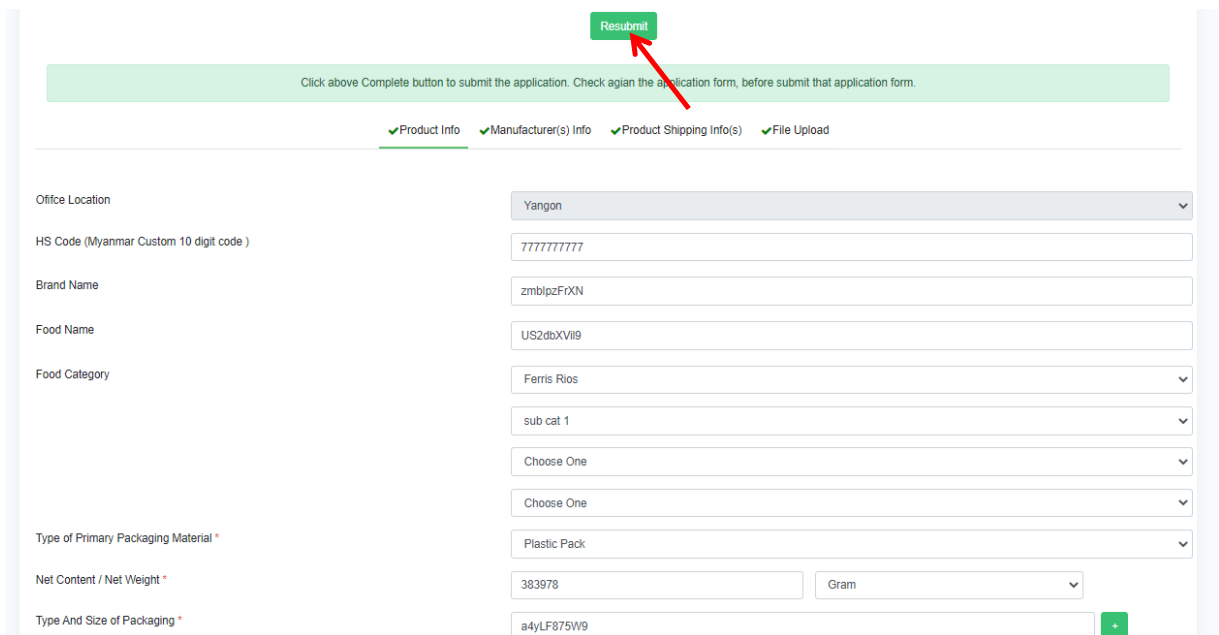 Resubmit
Click above Complete button to submit the application. Check agian the application form, before submit that application form.
Product Info Manufacturer(s) Info Product Shipping Info(s) File Upload
Ofifce Location Yangon
HS Code (Myanmar Custom 10 digit code ) 7777777777
Brand Name zmblpzFrXN
Food Name US2dbXVil9
Food Category Ferris Rios
sub cat 1
Choose One
Choose One
Type of Primary Packaging Material * Plastic Pack
Net Content / Net Weight * 383978 Gram
Type And Size of Packaging * a4yLF875W9 +